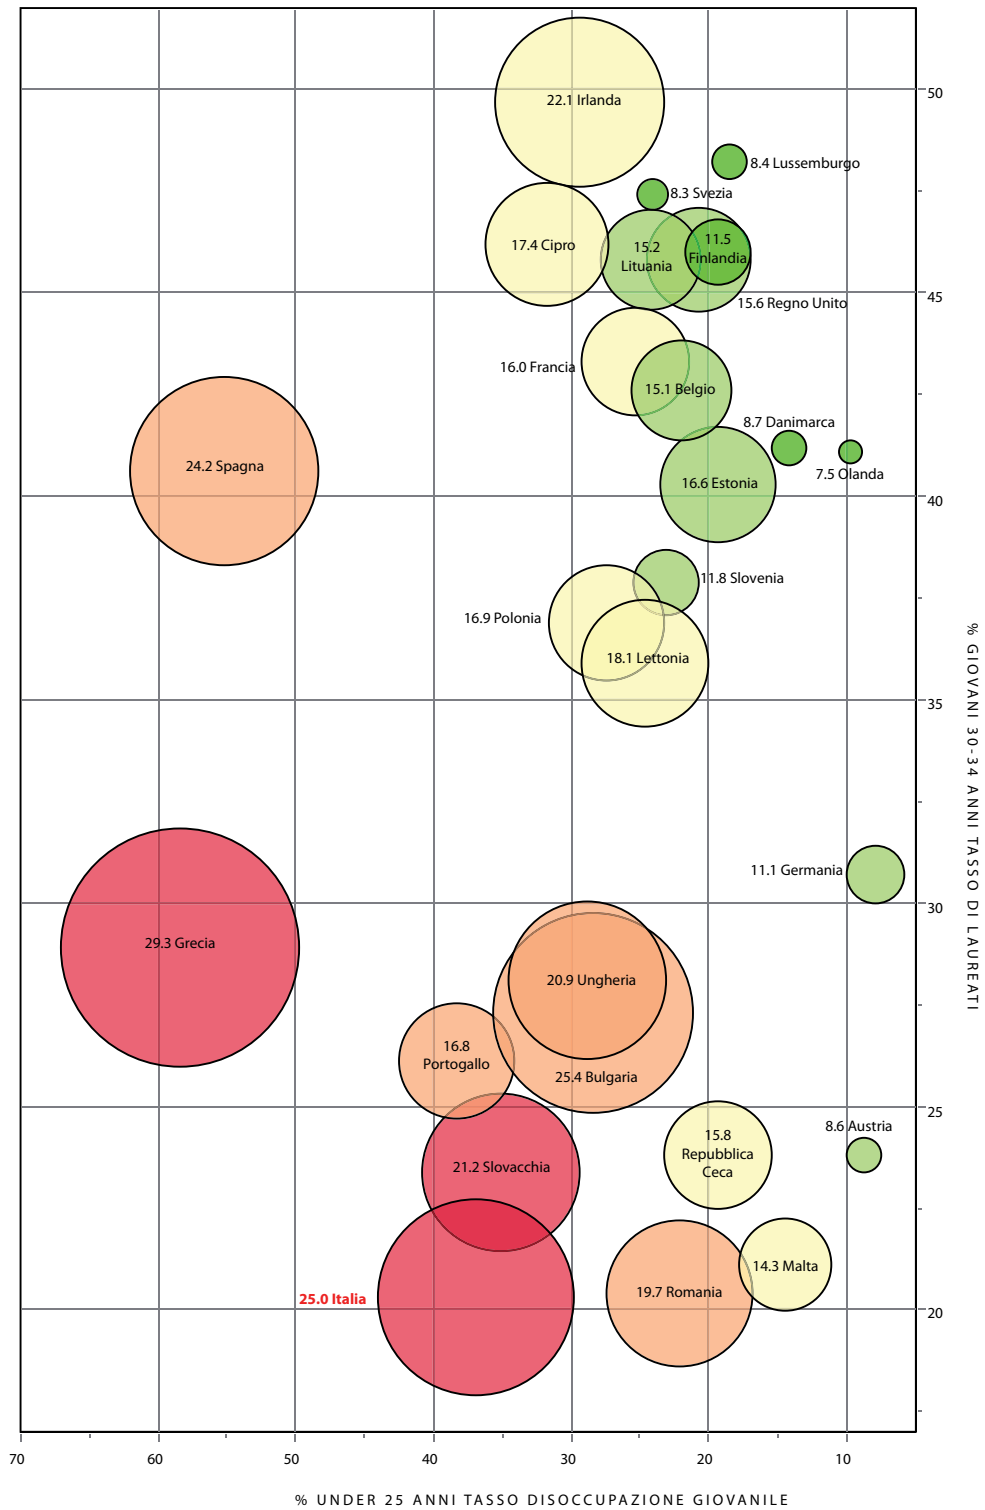 50
22.1 Irlanda
8.4 Lussemburgo
8.3 Svezia
17.4 Cipro
15.2
Lituania
11.5
Finlandia
45
15.6 Regno Unito
16.0 Francia
15.1 Belgio
8.7 Danimarca
24.2 Spagna
7.5 Olanda
16.6 Estonia
40
11.8 Slovenia
16.9 Polonia
18.1 Lettonia
35
11.1 Germania
30
29.3 Grecia
20.9 Ungheria
16.8
Portogallo
25.4 Bulgaria
25
8.6 Austria
15.8
Repubblica
Ceca
21.2 Slovacchia
14.3 Malta
19.7 Romania
25.0 Italia
20
% GIOVANI 30-34 ANNI TASSO DI LAUREATI
70 60 50 40 30 20 10
% UNDER 25 ANNI TASSO DISOCCUPAZIONE GIOVANILE